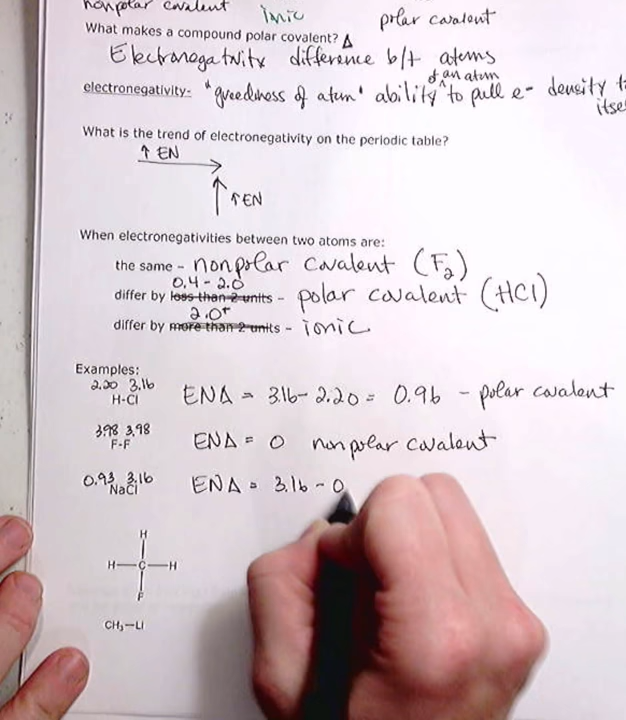 nonpolar covalent ionic polar covalent
What makes a compound polar covalent? Δ
Electronegativity difference b/t atoms
of an atom
electronegativity: "greediness of atom" ability ^ to pull e- density t
itse
What is the trend of electronegativity on the periodic table?
↑ EN
↑ EN
When electronegativities between two atoms are:
the same - nonpolar covalent (F₂)
0.4 - 2.0
differ by less than 2 units - polar covalent (HCl)
2.0+
differ by more than 2 units - ionic
Examples:
2.20 3.16
H-Cl ENΔ = 3.16 - 2.20 = 0.96 - polar covalent
3.98 3.98
F-F ENΔ = 0 nonpolar covalent
0.93 3.16
NaCl ENΔ = 3.16 - 0
H
H-C-H
F
CH₃-Li